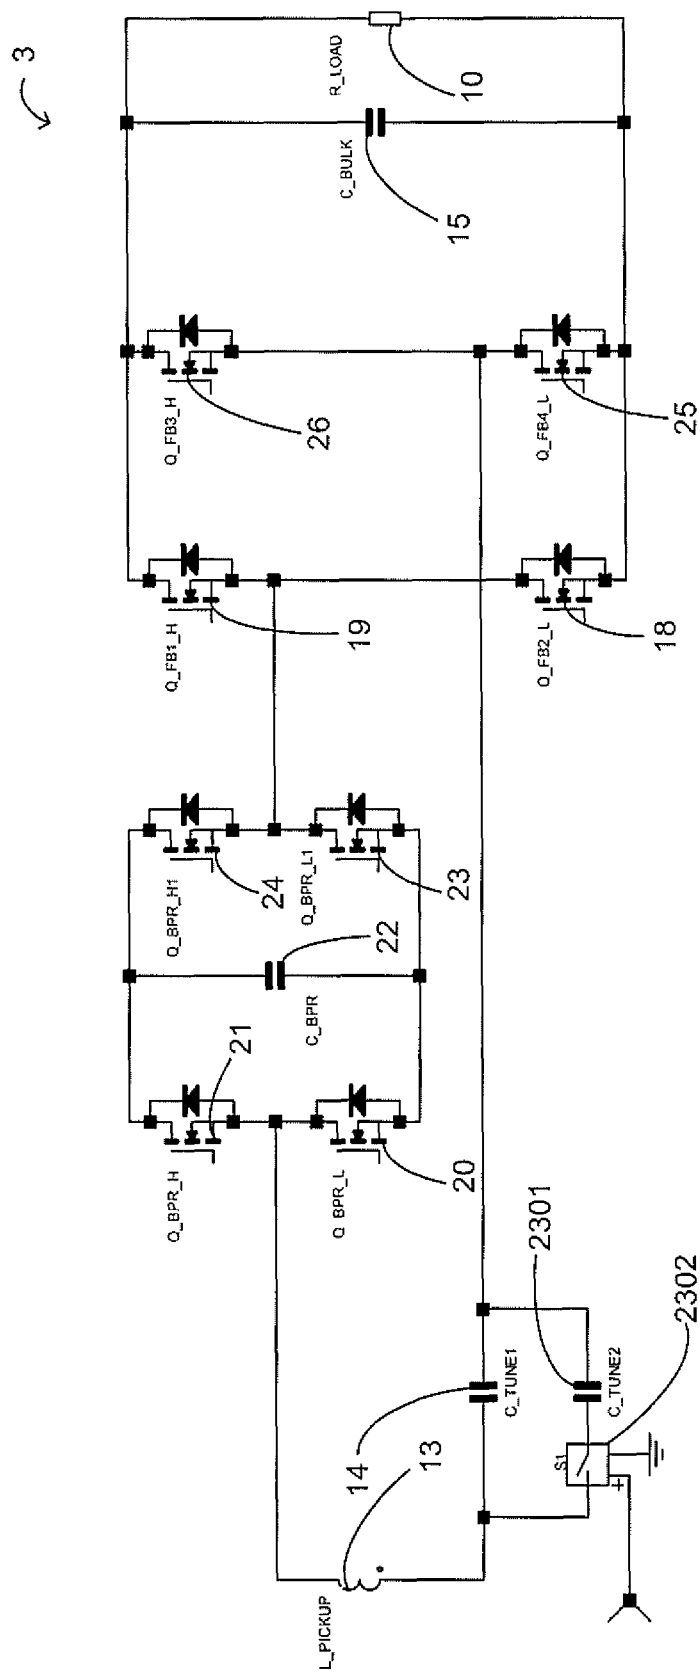 3
R_LOAD
10
C_BULK
15
Q_FB3_H
26
Q_FB4_L
25
Q_FB1_H
19
Q_FB2_L
18
Q_BPR_H1
24
Q_BPR_L1
23
C_BPR
22
Q_BPR_H
21
Q_BPR_L
20
2301
2302
C_TUNE1
14
C_TUNE2
S1
+
L_PICKUP
13